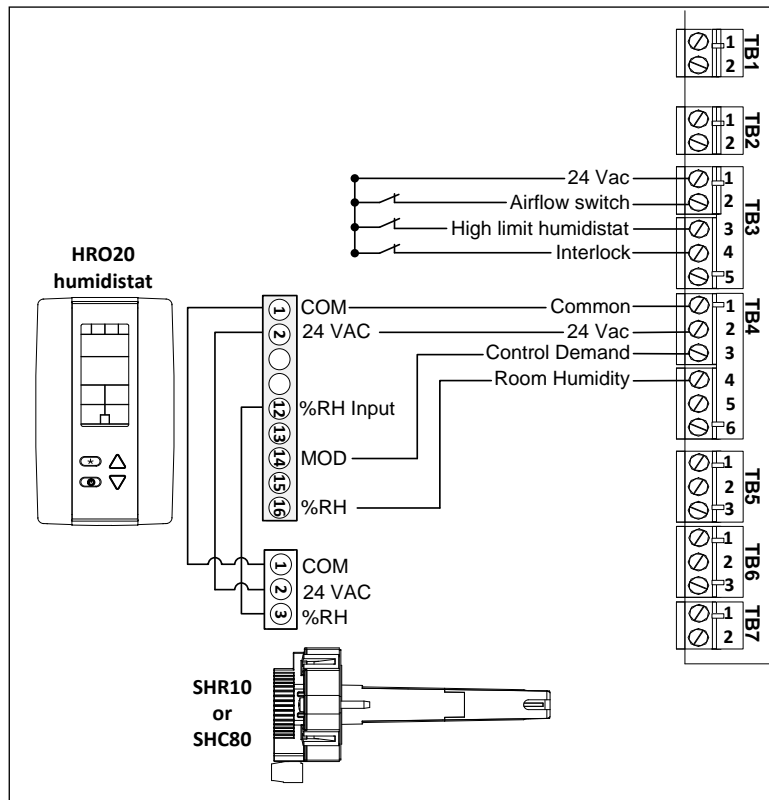 1 TB1
2
1 TB2
2
24 Vac 1 TB3
Airflow switch 2
High limit humidistat 3
Interlock 4
5
HRO20
humidistat
1 COM Common 1 TB4
2 24 VAC 24 Vac 2
Control Demand 3
Room Humidity 4
12 %RH Input 5
13 6
14 MOD
15
16 %RH
1 TB5
2
3
1 TB6
2
3
1 TB7
2
1 COM
2 24 VAC
3 %RH
SHR10
or
SHC80